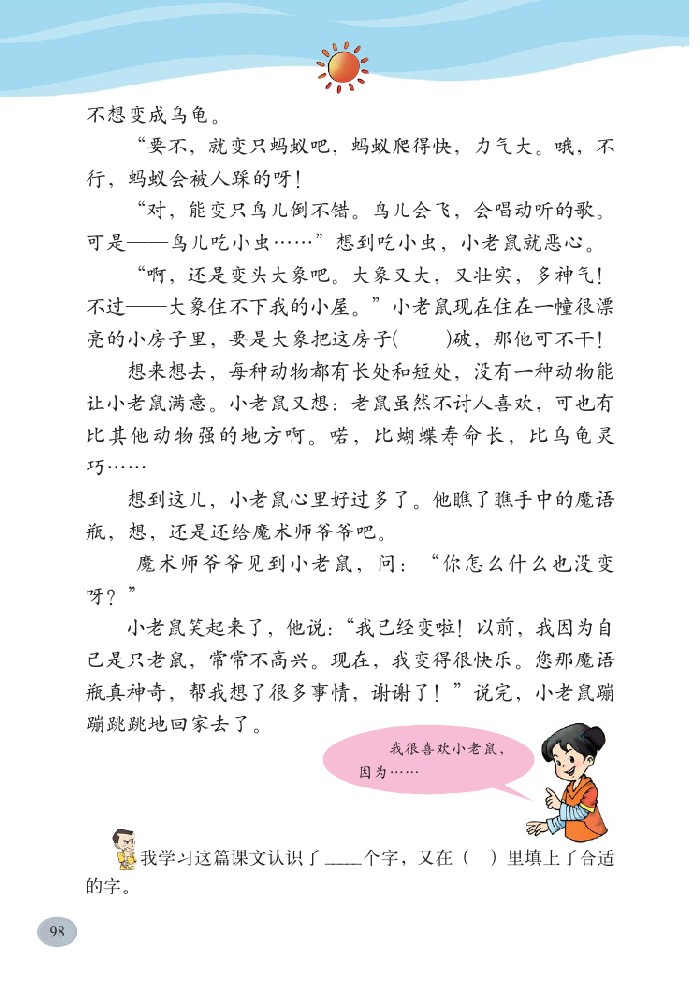 不想变成乌龟。
“要不，就变只蚂蚁吧，蚂蚁爬得快，力气大。哦，不
行，蚂蚁会被人踩的呀！
“对，能变只鸟儿倒不错。鸟儿会飞，会唱动听的歌。
可是——鸟儿吃小虫……”想到吃小虫，小老鼠就恶心。
“啊，还是变头大象吧。大象又大，又壮实，多神气！
不过——大象住不下我的小屋。”小老鼠现在住在一幢很漂
亮的小房子里，要是大象把这房子(　　)破，那他可不干！
想来想去，每种动物都有长处和短处，没有一种动物能
让小老鼠满意。小老鼠又想：老鼠虽然不讨人喜欢，可也有
比其他动物强的地方啊。喏，比蝴蝶寿命长，比乌龟灵
巧……
想到这儿，小老鼠心里好过多了。他瞧了瞧手中的魔语
瓶，想，还是还给魔术师爷爷吧。
魔术师爷爷见到小老鼠，问：“你怎么什么也没变
呀？”
小老鼠笑起来了，他说：“我已经变啦！以前，我因为自
己是只老鼠，常常不高兴。现在，我变得很快乐。您那魔语
瓶真神奇，帮我想了很多事情，谢谢了！”说完，小老鼠蹦
蹦跳跳地回家去了。
我很喜欢小老鼠，
因为……
我学习这篇课文认识了____个字，又在（　）里填上了合适
的字。
98